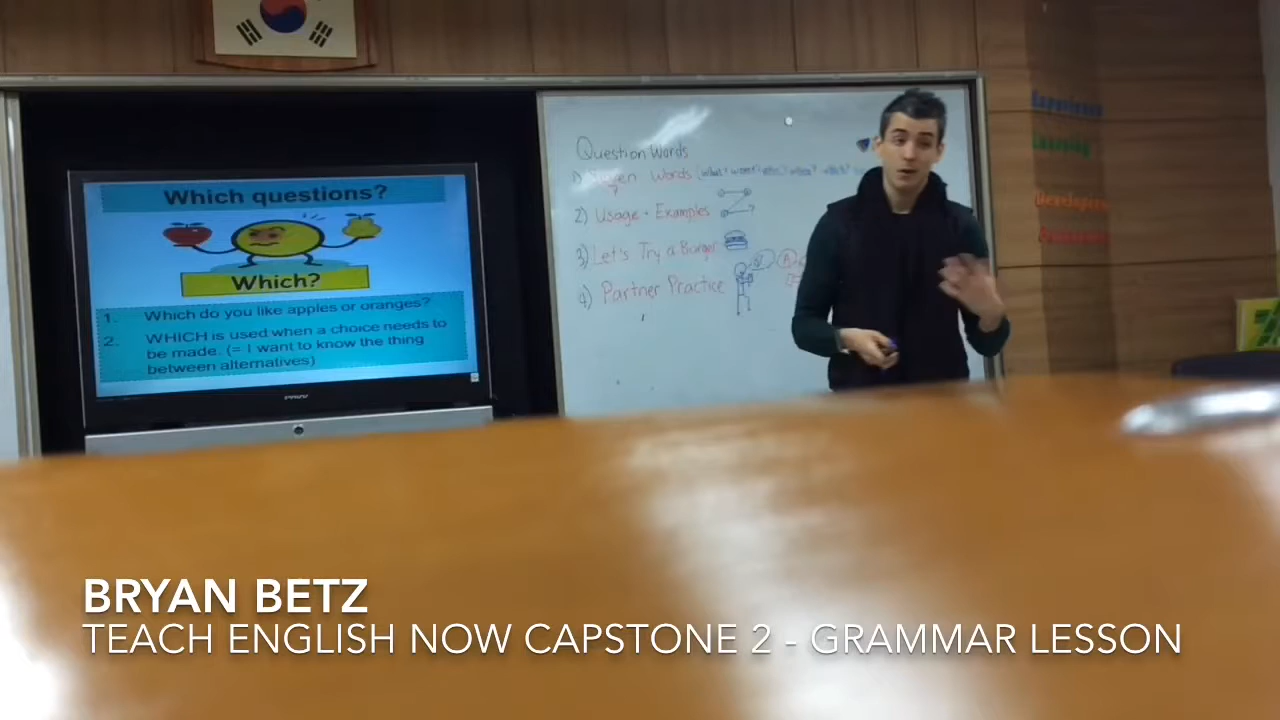 Which questions?
Which?
1. Which do you like apples or oranges?
2. WHICH is used when a choice needs to
be made. (= I want to know the thing
between alternatives)
Question Words
1) Seven Words (what?
2) Usage + Examples
3) Let's Try a Burger
4) Partner Practice
A
Experience
BRYAN BETZ
TEACH ENGLISH NOW CAPSTONE 2 - GRAMMAR LESSON